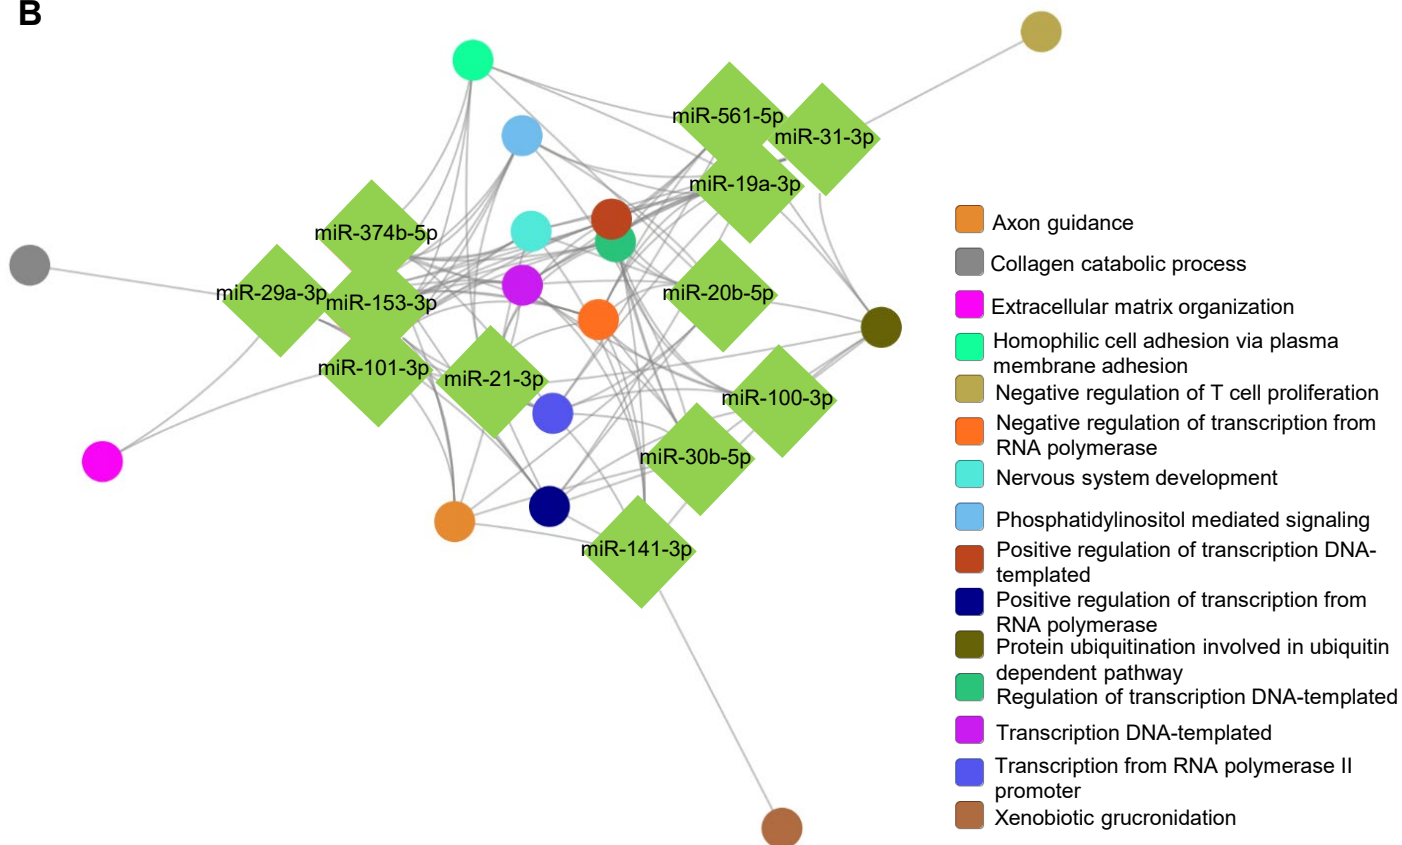 B
miR-561-5p
miR-31-3p
miR-19a-3p
miR-374b-5p
miR-29a-3p
miR-153-3p
miR-20b-5p
miR-101-3p
miR-21-3p
miR-100-3p
miR-30b-5p
miR-141-3p
Axon guidance
Collagen catabolic process
Extracellular matrix organization
Homophilic cell adhesion via plasma
membrane adhesion
Negative regulation of T cell proliferation
Negative regulation of transcription from
RNA polymerase
Nervous system development
Phosphatidylinositol mediated signaling
Positive regulation of transcription DNA-
templated
Positive regulation of transcription from
RNA polymerase
Protein ubiquitination involved in ubiquitin
dependent pathway
Regulation of transcription DNA-templated
Transcription DNA-templated
Transcription from RNA polymerase II
promoter
Xenobiotic grucronidation